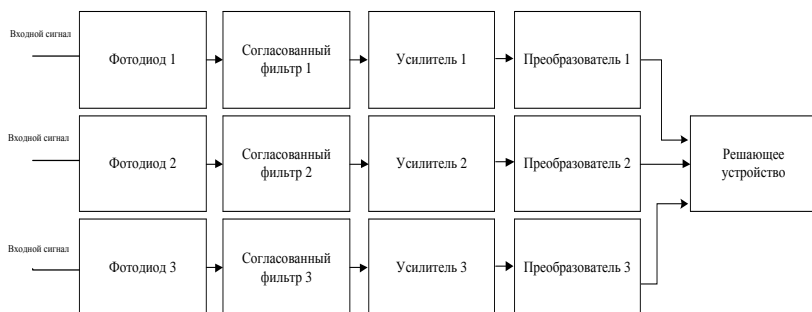 Входной сигнал
Фотодиод 1
Согласованный
фильтр 1
Усилитель 1
Преобразователь 1
Входной сигнал
Фотодиод 2
Согласованный
фильтр 2
Усилитель 2
Преобразователь 2
Решающее
устройство
Входной сигнал
Фотодиод 3
Согласованный
фильтр 3
Усилитель 3
Преобразователь 3